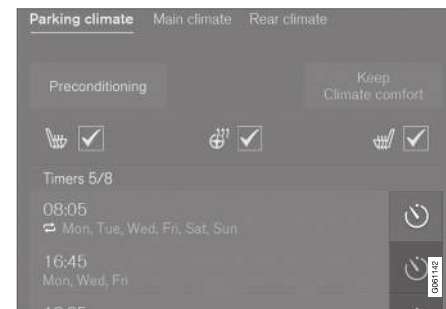 Parking climate Main climate Rear climate
Preconditioning
Keep
Climate comfort
Timers 5/8
08:05
Mon, Tue, Wed, Fri, Sat, Sun
16:45
Mon, Wed, Fri
G061142